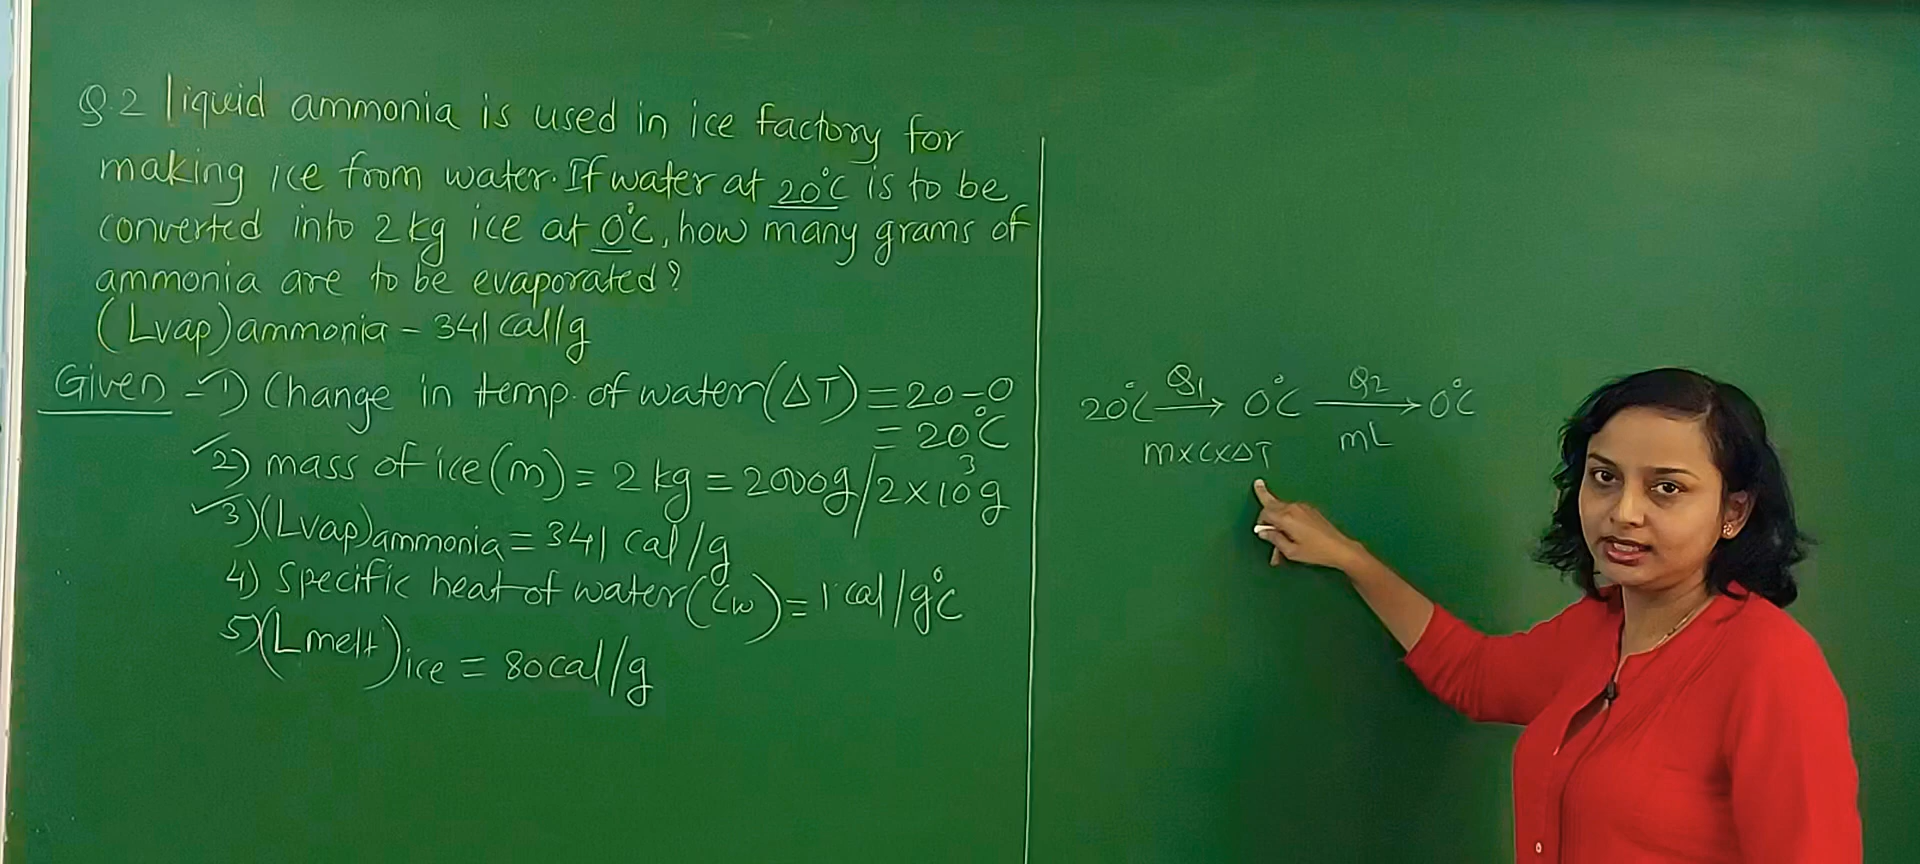 Q.2 liquid ammonia is used in ice factory for
making ice from water. If water at 20°C is to be
converted into 2 kg ice at 0°C, how many grams of
ammonia are to be evaporated?
(Lvap)ammonia - 341 cal/g
Given - 1) Change in temp. of water (ΔT) = 20-0
= 20°C
2) mass of ice (m) = 2 kg = 2000g/2×10³g
3) (Lvap)ammonia = 341 cal/g
4) Specific heat of water (Cw) = 1 cal/g°C
5) (Lmelt)ice = 80 cal/g
20°C Q1→ 0°C Q2→ 0°C
m×c×ΔT mL